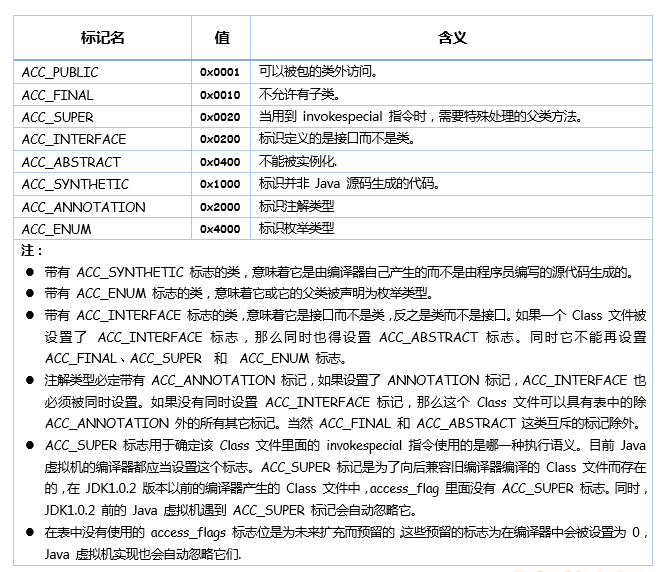 标记名 值 含义
ACC_PUBLIC 0x0001 可以被包的类外访问。
ACC_FINAL 0x0010 不允许有子类。
ACC_SUPER 0x0020 当用到 invokespecial 指令时，需要特殊处理的父类方法。
ACC_INTERFACE 0x0200 标识定义的是接口而不是类。
ACC_ABSTRACT 0x0400 不能被实例化.
ACC_SYNTHETIC 0x1000 标识并非 Java 源码生成的代码。
ACC_ANNOTATION 0x2000 标识注解类型
ACC_ENUM 0x4000 标识枚举类型
注：
● 带有 ACC_SYNTHETIC 标志的类，意味着它是由编译器自己产生的而不是由程序员编写的源代码生成的。
● 带有 ACC_ENUM 标志的类，意味着它或它的父类被声明为枚举类型。
● 带有 ACC_INTERFACE 标志的类，意味着它是接口而不是类，反之是类而不是接口。如果一个 Class 文件被
设置了 ACC_INTERFACE 标志，那么同时也得设置 ACC_ABSTRACT 标志。同时它不能再设置
ACC_FINAL、ACC_SUPER 和 ACC_ENUM 标志。
● 注解类型必定带有 ACC_ANNOTATION 标记，如果设置了 ANNOTATION 标记，ACC_INTERFACE 也
必须被同时设置。如果没有同时设置 ACC_INTERFACE 标记，那么这个 Class 文件可以具有表中的除
ACC_ANNOTATION 外的所有其它标记。当然 ACC_FINAL 和 ACC_ABSTRACT 这类互斥的标记除外。
● ACC_SUPER 标志用于确定该 Class 文件里面的 invokespecial 指令使用的是哪一种执行语义。目前 Java
虚拟机的编译器都应当设置这个标志。ACC_SUPER 标记是为了向后兼容旧编译器编译的 Class 文件而存在
的，在 JDK1.0.2 版本以前的编译器产生的 Class 文件中，access_flag 里面没有 ACC_SUPER 标志。同时，
JDK1.0.2 前的 Java 虚拟机遇到 ACC_SUPER 标记会自动忽略它。
● 在表中没有使用的 access_flags 标志位是为未来扩充而预留的，这些预留的标志为在编译器中会被设置为 0，
Java 虚拟机实现也会自动忽略它们.